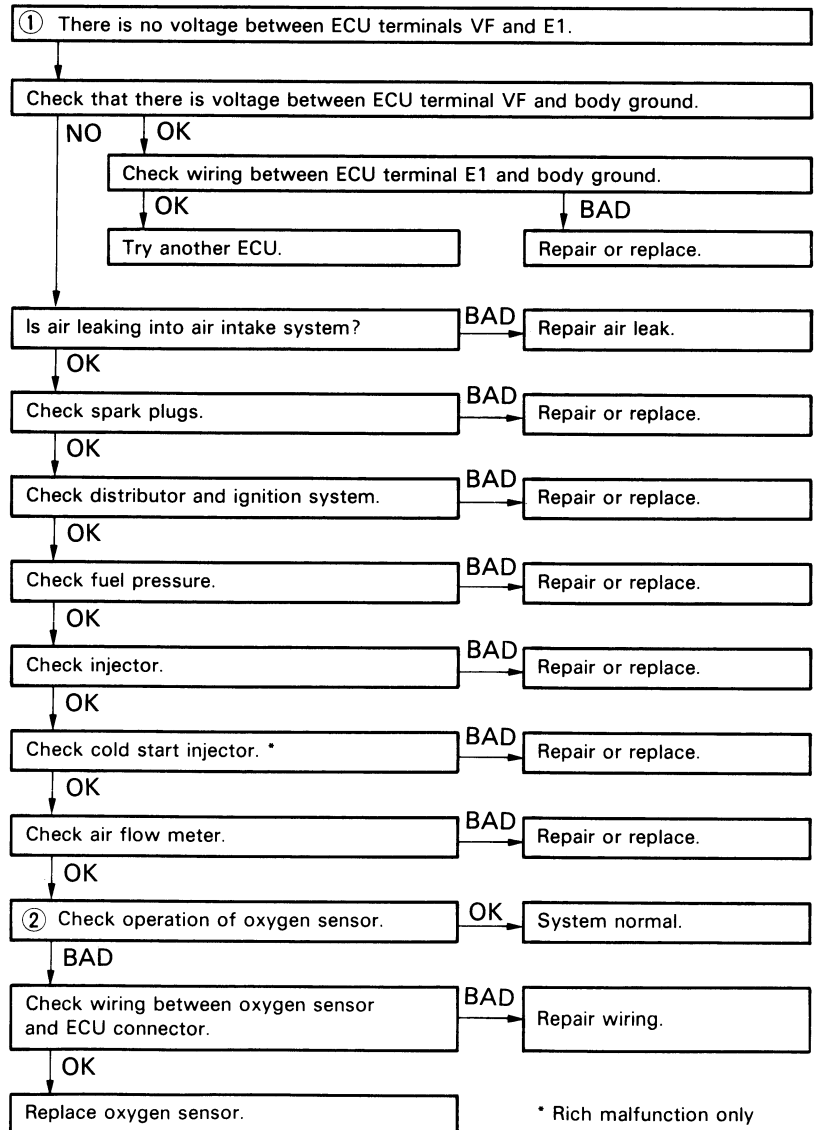 ① There is no voltage between ECU terminals VF and E1.
Check that there is voltage between ECU terminal VF and body ground.
NO
OK
Check wiring between ECU terminal E1 and body ground.
OK
BAD
Try another ECU.
Repair or replace.
Is air leaking into air intake system?
BAD
Repair air leak.
OK
Check spark plugs.
BAD
Repair or replace.
OK
Check distributor and ignition system.
BAD
Repair or replace.
OK
Check fuel pressure.
BAD
Repair or replace.
OK
Check injector.
BAD
Repair or replace.
OK
Check cold start injector. *
BAD
Repair or replace.
OK
Check air flow meter.
BAD
Repair or replace.
OK
② Check operation of oxygen sensor.
OK
System normal.
BAD
Check wiring between oxygen sensor
and ECU connector.
BAD
Repair wiring.
OK
Replace oxygen sensor.
* Rich malfunction only